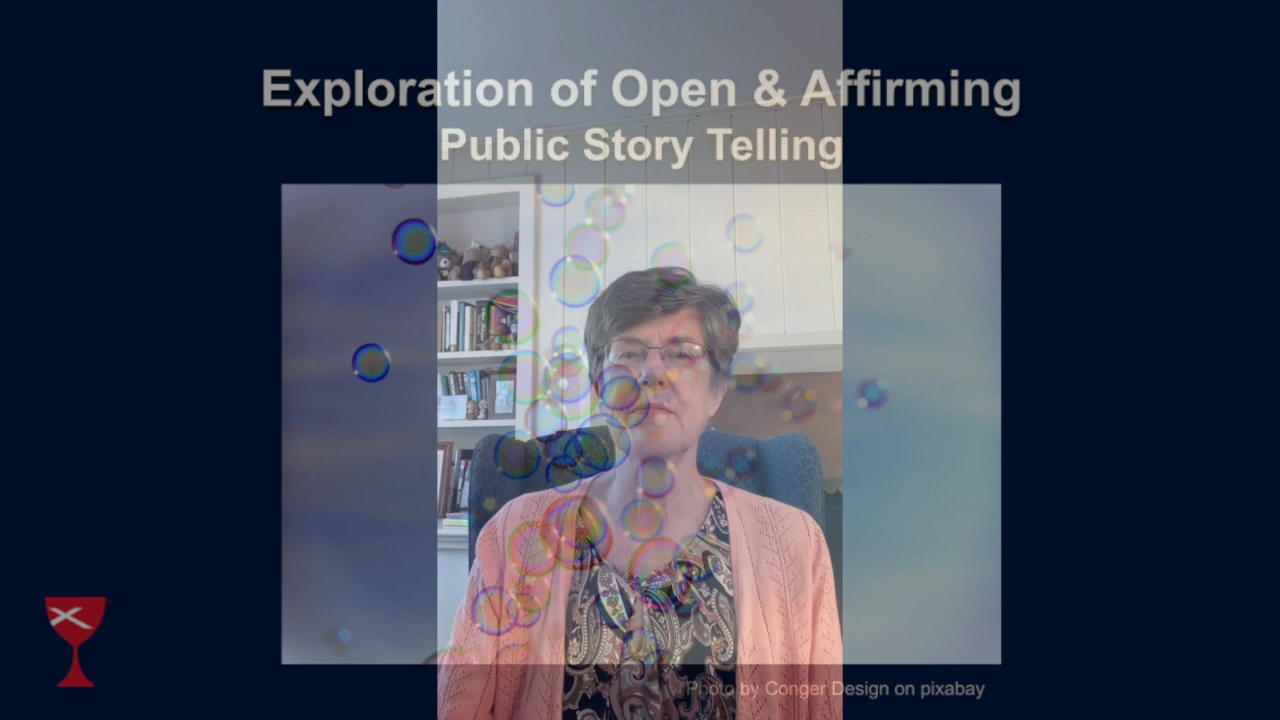 Exploration of Open & Affirming
Public Story Telling
Photo by Conger Design on pixabay